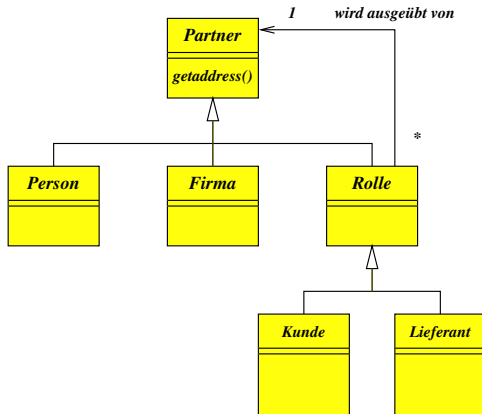 1 wird ausgeübt von
Partner
getaddress()
*
Person Firma Rolle
Kunde Lieferant